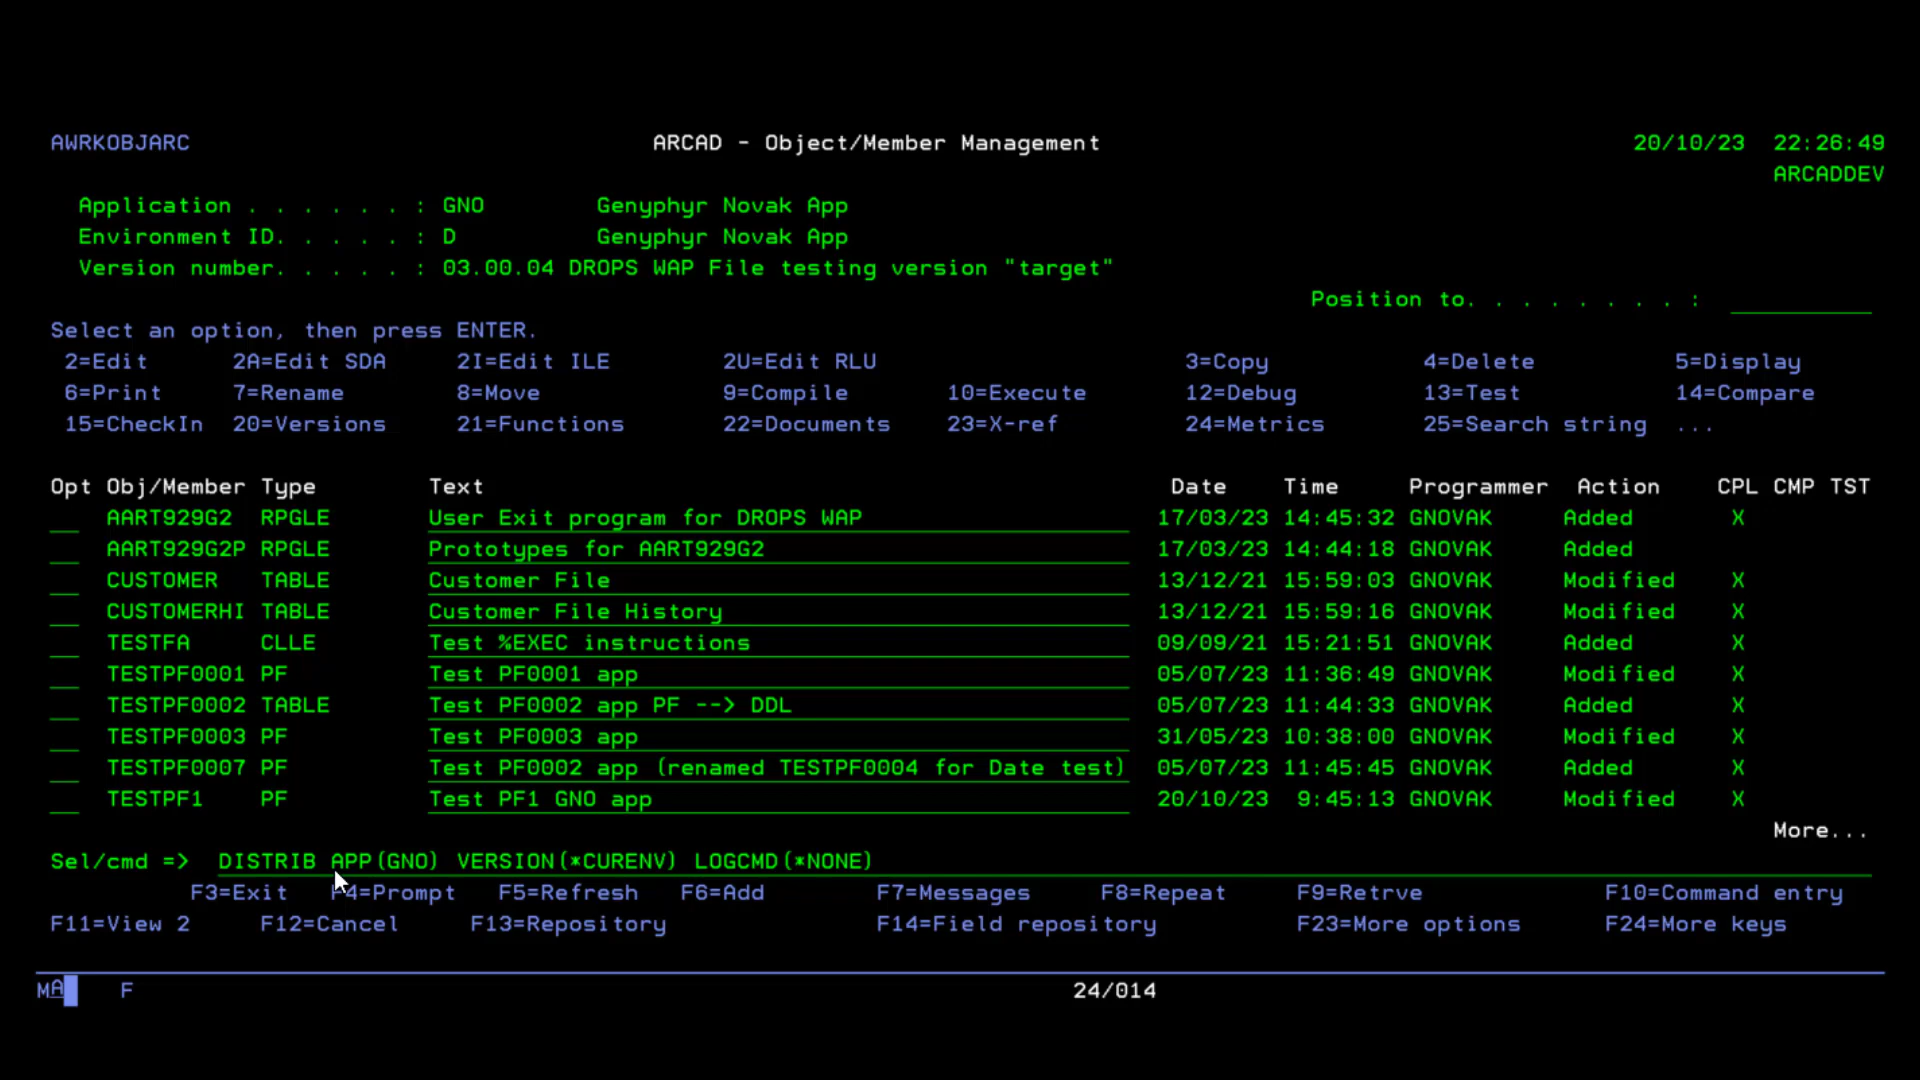 AWRKOBJARC ARCAD - Object/Member Management 20/10/23 22:26:49
ARCADDEV
Application . . . . . . : GNO Genyphyr Novak App
Environment ID. . . . . : D Genyphyr Novak App
Version number. . . . . : 03.00.04 DROPS WAP File testing version "target"
Position to. . . . . . . . . :
Select an option, then press ENTER.
2=Edit 2A=Edit SDA 2I=Edit ILE 2U=Edit RLU 3=Copy 4=Delete 5=Display
6=Print 7=Rename 8=Move 9=Compile 10=Execute 12=Debug 13=Test 14=Compare
15=CheckIn 20=Versions 21=Functions 22=Documents 23=X-ref 24=Metrics 25=Search string ...
Opt Obj/Member Type Text Date Time Programmer Action CPL CMP TST
AART929G2 RPGLE User Exit program for DROPS WAP 17/03/23 14:45:32 GNOVAK Added X
AART929G2P RPGLE Prototypes for AART929G2 17/03/23 14:44:18 GNOVAK Added
CUSTOMER TABLE Customer File 13/12/21 15:59:03 GNOVAK Modified X
CUSTOMERHI TABLE Customer File History 13/12/21 15:59:16 GNOVAK Modified X
TESTFA CLLE Test %EXEC instructions 09/09/21 15:21:51 GNOVAK Added X
TESTPF0001 PF Test PF0001 app 05/07/23 11:36:49 GNOVAK Modified X
TESTPF0002 TABLE Test PF0002 app PF --> DDL 05/07/23 11:44:33 GNOVAK Added X
TESTPF0003 PF Test PF0003 app 31/05/23 10:38:00 GNOVAK Modified X
TESTPF0007 PF Test PF0002 app (renamed TESTPF0004 for Date test) 05/07/23 11:45:45 GNOVAK Added X
TESTPF1 PF Test PF1 GNO app 20/10/23 9:45:13 GNOVAK Modified X
More...
Sel/cmd => DISTRIB APP(GNO) VERSION(*CURENV) LOGCMD(*NONE)
F3=Exit F4=Prompt F5=Refresh F6=Add F7=Messages F8=Repeat F9=Retrve F10=Command entry
F11=View 2 F12=Cancel F13=Repository F14=Field repository F23=More options F24=More keys
MA F 24/014